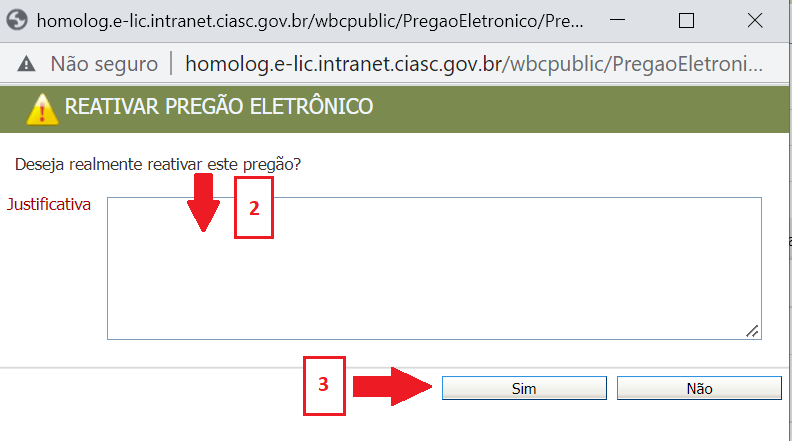 homolog.e-lic.intranet.ciasc.gov.br/wbcpublic/PregaoEletronico/Pre...
Não seguro | homolog.e-lic.intranet.ciasc.gov.br/wbcpublic/PregaoEletroni...
REATIVAR PREGÃO ELETRÔNICO
Deseja realmente reativar este pregão?
Justificativa
2
3
Sim
Não